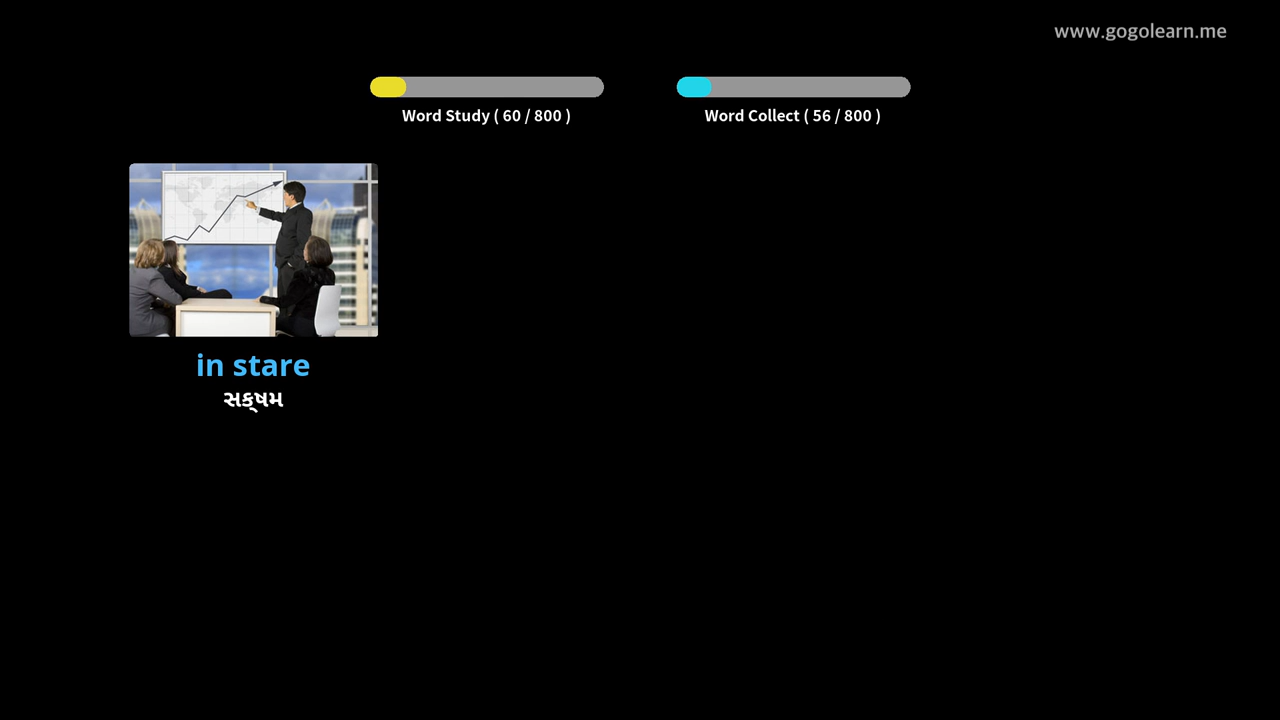 www.gogolearn.me
Word Study ( 60 / 800 )
Word Collect ( 56 / 800 )
in stare
સક્ષમ